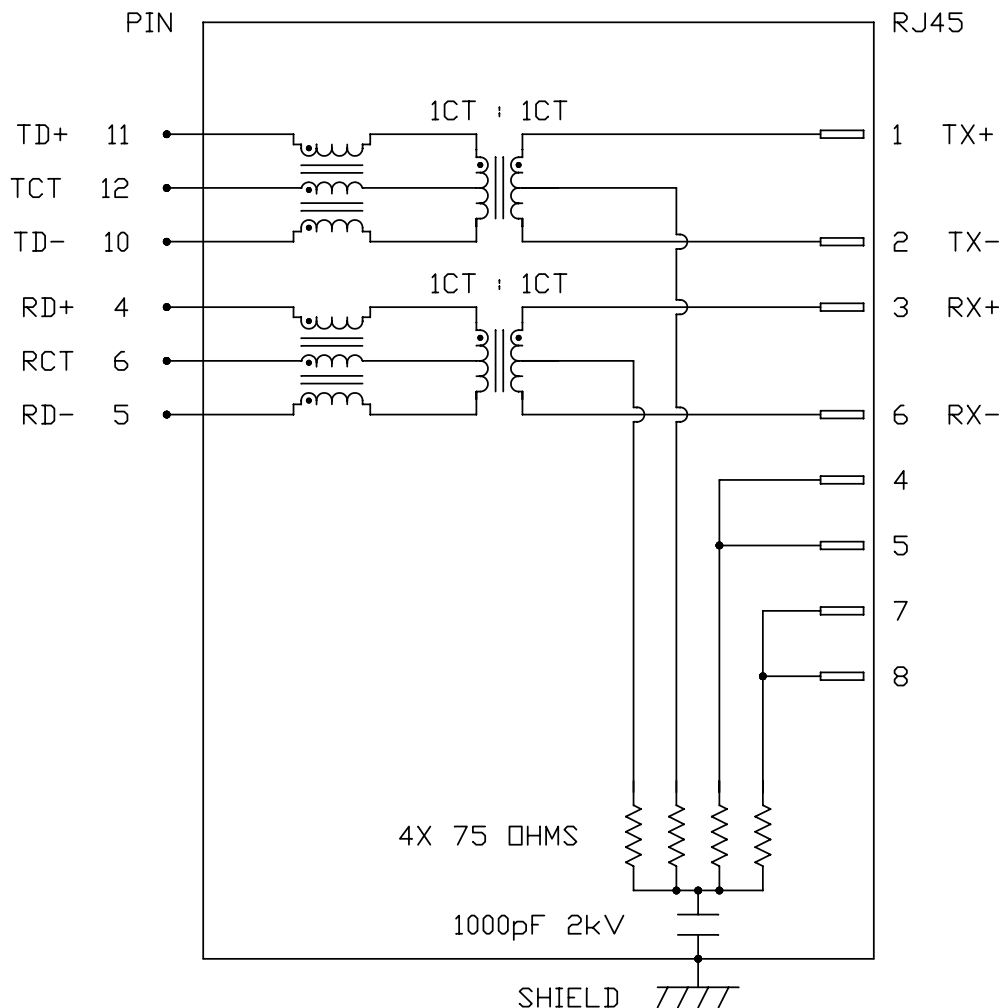 PIN RJ45
1CT : 1CT
TD+ 11 1 TX+
TCT 12
TD- 10 2 TX-
1CT : 1CT
RD+ 4 3 RX+
RCT 6
RD- 5 6 RX-
4
5
7
8
4X 75 OHMS
1000pF 2kV
SHIELD